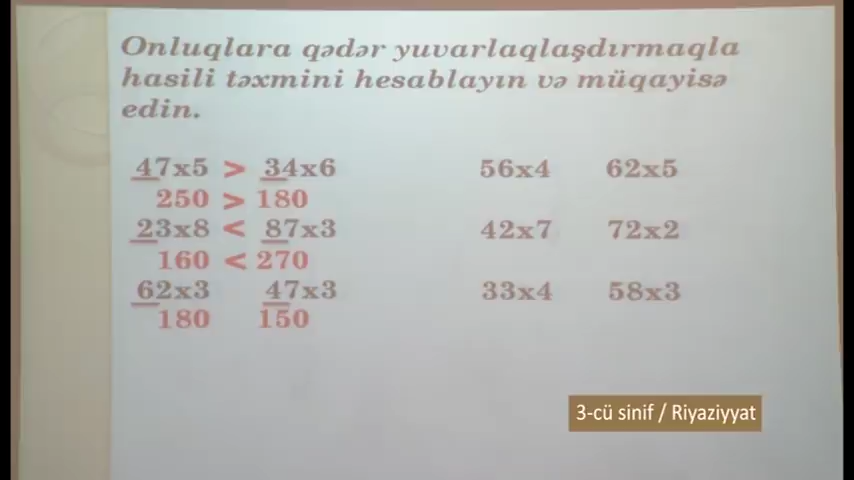 Onluqlara qədər yuvarlaqlaşdırmaqla
hasili təxmini hesablayın və müqayisə
edin.
47x5 > 34x6 56x4 62x5
250 > 180
23x8 < 87x3 42x7 72x2
160 < 270
62x3 47x3 33x4 58x3
180 150
3-cü sinif / Riyaziyyat